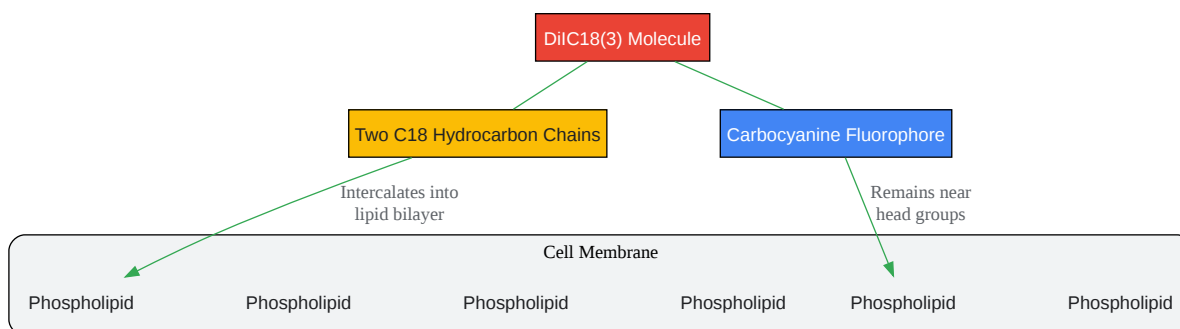 DiIC18(3) Molecule
Two C18 Hydrocarbon Chains
Carbocyanine Fluorophore
Intercalates into
lipid bilayer
Remains near
head groups
Cell Membrane
Phospholipid
Phospholipid
Phospholipid
Phospholipid
Phospholipid
Phospholipid